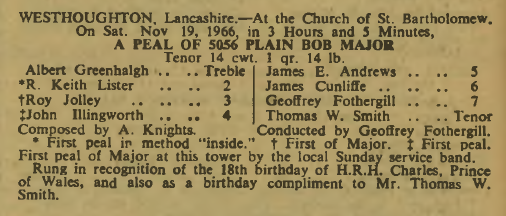 WESTHOUGHTON, Lancashire.—At the Church of St. Bartholomew.
On Sat. Nov 19, 1966, in 3 Hours and 5 Minutes,
A PEAL OF 5056 PLAIN BOB MAJOR
Tenor 14 cwt. 1 qr. 14 lb.
Albert Greenhalgh .. .. Treble
*R. Keith Lister .. .. 2
†Roy Jolley .. .. .. 3
‡John Illingworth .. .. 4
James E. Andrews .. .. 5
James Cunliffe .. .. .. 6
Geoffrey Fothergill .. .. 7
Thomas W. Smith .. .. Tenor
Composed by A. Knights. Conducted by Geoffrey Fothergill.
* First peal in method "inside." † First of Major. ‡ First peal.
First peal of Major at this tower by the local Sunday service band.
Rung in recognition of the 18th birthday of H.R.H. Charles, Prince
of Wales, and also as a birthday compliment to Mr. Thomas W.
Smith.